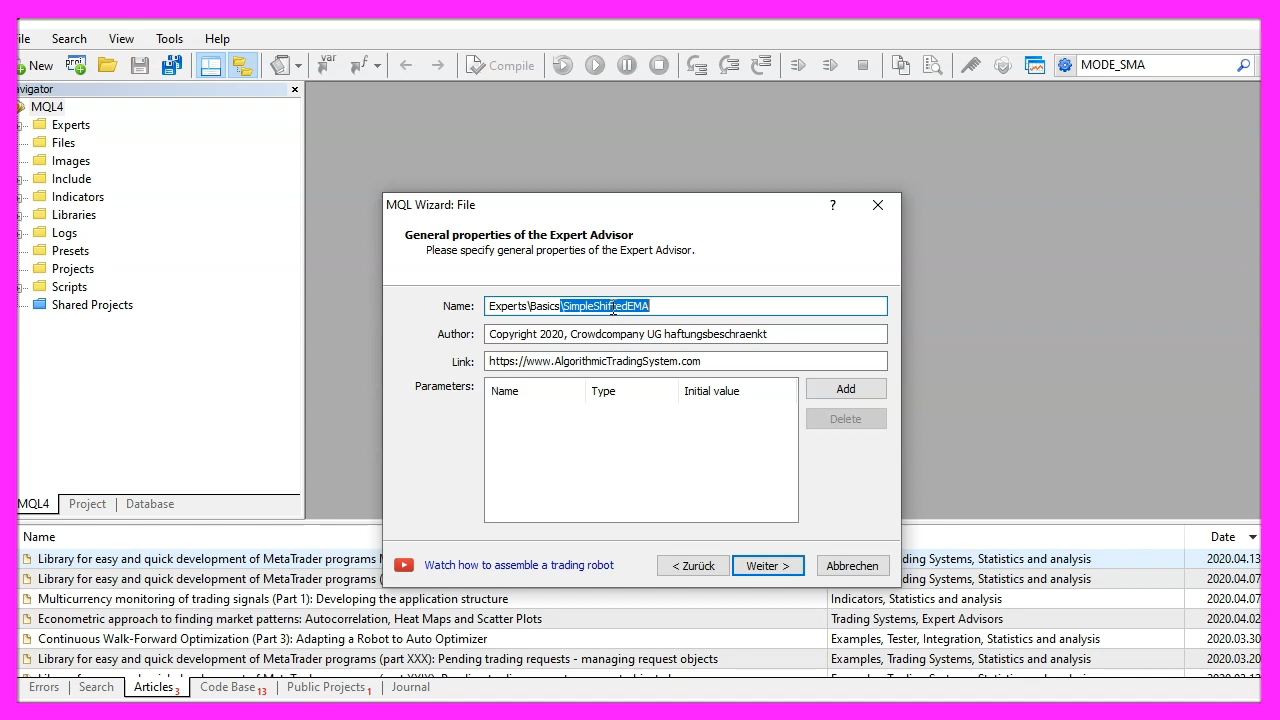 ile Search View Tools Help
New var Compile MODE_SMA
avigator
MQL4
Experts
Files
Images
Include
Indicators
Libraries
Logs
Presets
Projects
Scripts
Shared Projects
MQL4 Project Database
MQL Wizard: File ?
General properties of the Expert Advisor
Please specify general properties of the Expert Advisor.
Name: Experts\Basics\SimpleShiftedEMA
Author: Copyright 2020, Crowdcompany UG haftungsbeschraenkt
Link: https://www.AlgorithmicTradingSystem.com
Parameters: Name Type Initial value Add
Delete
Watch how to assemble a trading robot < Zurück Weiter > Abbrechen
Name Date
Library for easy and quick development of MetaTrader programs Trading Systems, Statistics and analysis 2020.04.13
Library for easy and quick development of MetaTrader programs ( Trading Systems, Statistics and analysis 2020.04.07
Multicurrency monitoring of trading signals (Part 1): Developing the application structure Indicators, Statistics and analysis 2020.04.07
Econometric approach to finding market patterns: Autocorrelation, Heat Maps and Scatter Plots Trading Systems, Expert Advisors 2020.04.02
Continuous Walk-Forward Optimization (Part 3): Adapting a Robot to Auto Optimizer Examples, Tester, Integration, Statistics and analysis 2020.03.30
Library for easy and quick development of MetaTrader programs (part XXX): Pending trading requests - managing request objects Examples, Trading Systems, Statistics and analysis 2020.03.20
Errors Search Articles 3 Code Base 13 Public Projects 1 Journal